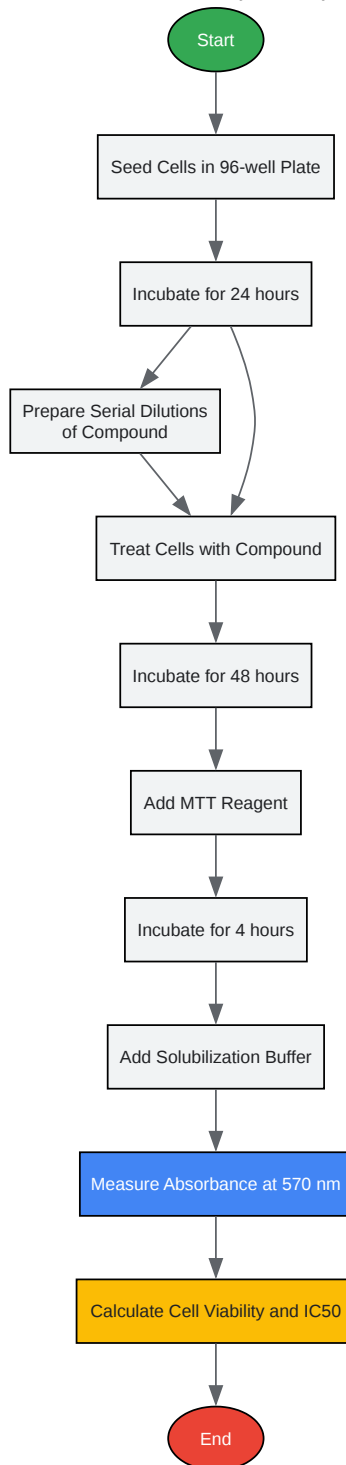 Start
Seed Cells in 96-well Plate
Incubate for 24 hours
Prepare Serial Dilutions
of Compound
Treat Cells with Compound
Incubate for 48 hours
Add MTT Reagent
Incubate for 4 hours
Add Solubilization Buffer
Measure Absorbance at 570 nm
Calculate Cell Viability and IC50
End